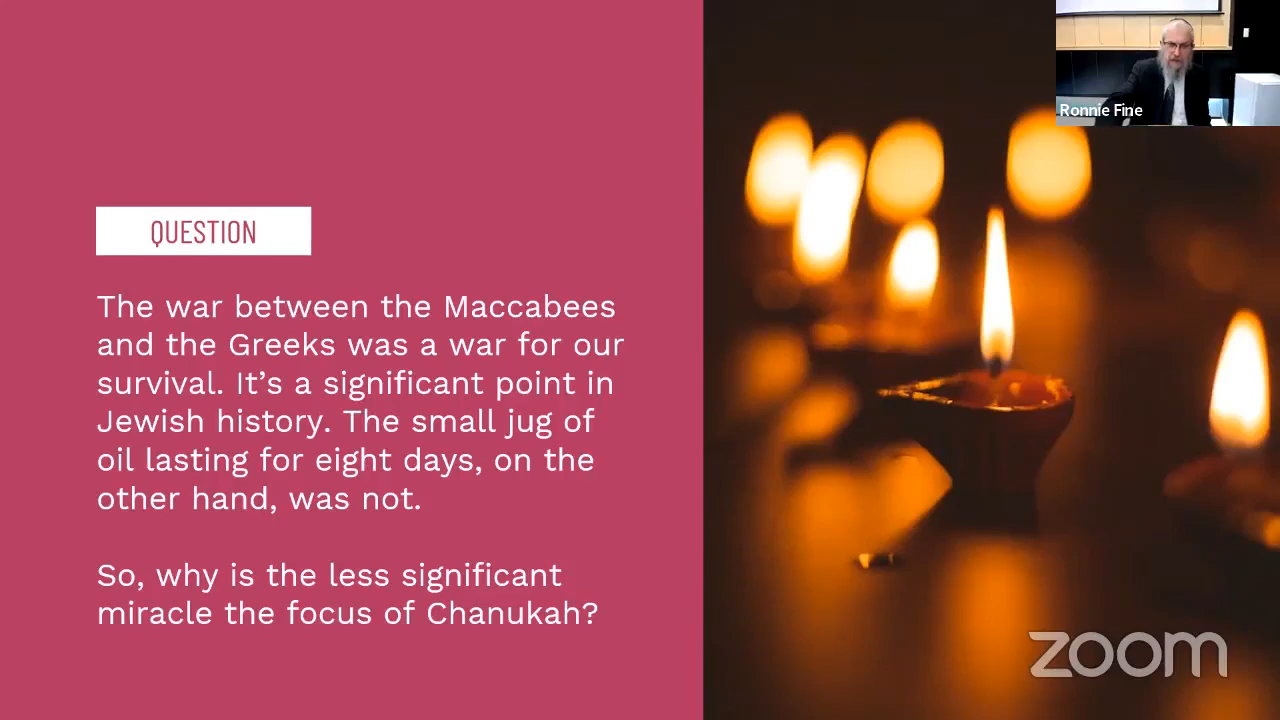 Ronnie Fine
QUESTION
The war between the Maccabees
and the Greeks was a war for our
survival. It’s a significant point in
Jewish history. The small jug of
oil lasting for eight days, on the
other hand, was not.
So, why is the less significant
miracle the focus of Chanukah?
zoom